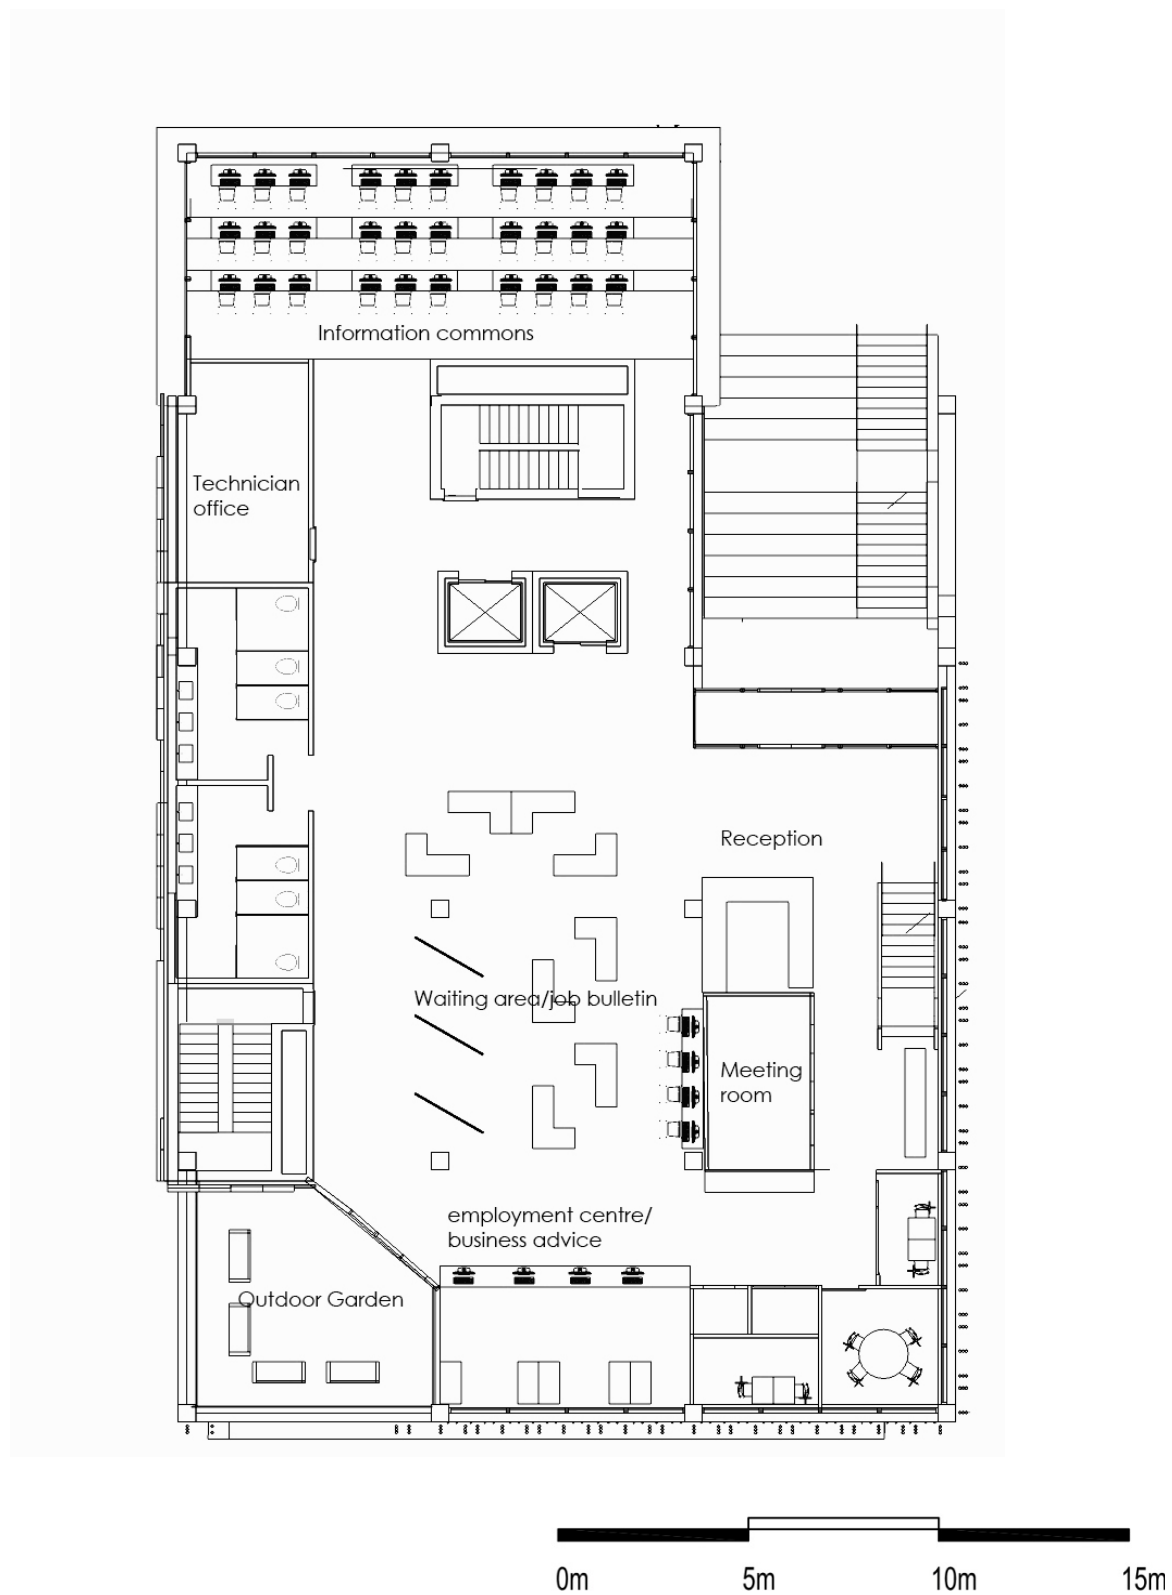 Information commons
Technician
office
Reception
Waiting area/job bulletin
Meeting
room
employment centre/
business advice
Outdoor Garden
0m
5m
10m
15m